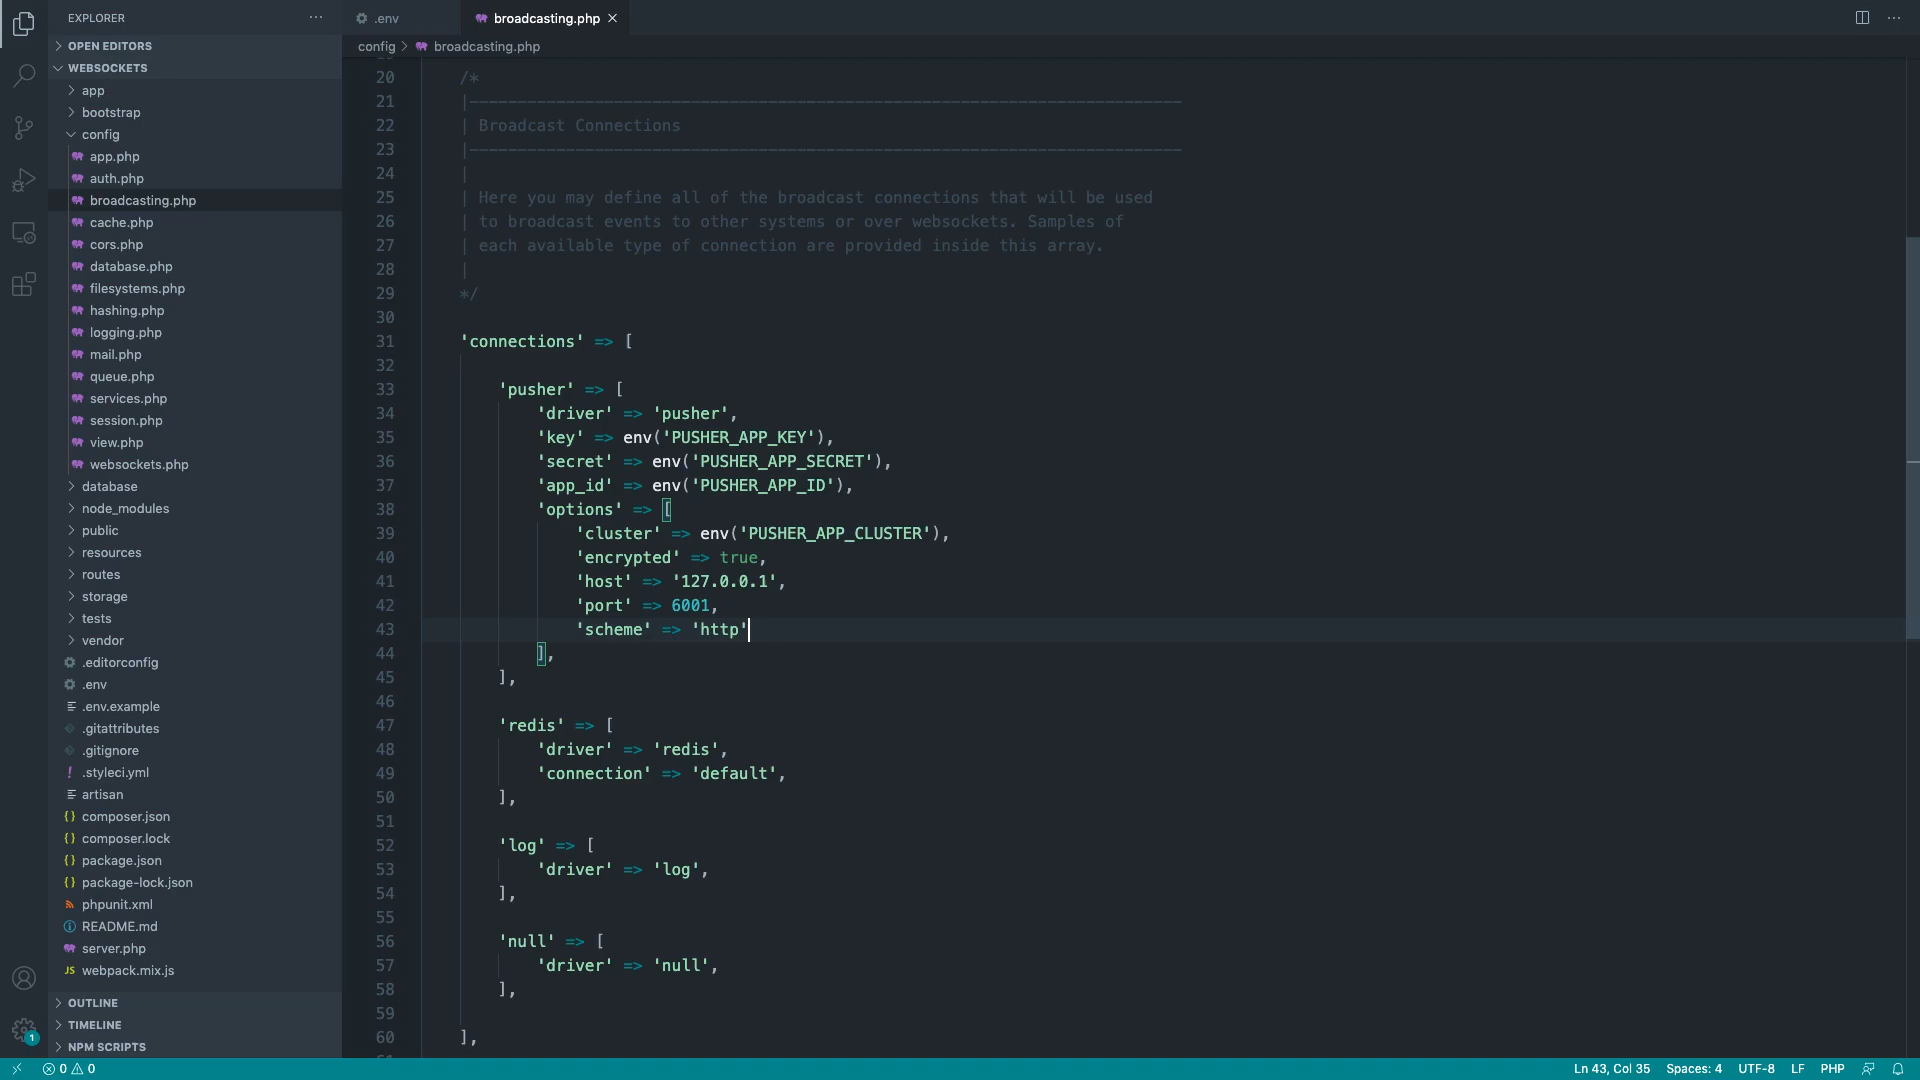 EXPLORER
OPEN EDITORS
WEBSOCKETS
app
bootstrap
config
app.php
auth.php
broadcasting.php
cache.php
cors.php
database.php
filesystems.php
hashing.php
logging.php
mail.php
queue.php
services.php
session.php
view.php
websockets.php
database
node_modules
public
resources
routes
storage
tests
vendor
.editorconfig
.env
.env.example
.gitattributes
.gitignore
! .styleci.yml
artisan
{} composer.json
{} composer.lock
{} package.json
{} package-lock.json
phpunit.xml
README.md
server.php
JS webpack.mix.js
OUTLINE
TIMELINE
NPM SCRIPTS
1
.env
broadcasting.php
config > broadcasting.php
20 /*
21 |--------------------------------------------------------------------------
22 | Broadcast Connections
23 |--------------------------------------------------------------------------
24 |
25 | Here you may define all of the broadcast connections that will be used
26 | to broadcast events to other systems or over websockets. Samples of
27 | each available type of connection are provided inside this array.
28 |
29 */
30
31 'connections' => [
32
33 'pusher' => [
34 'driver' => 'pusher',
35 'key' => env('PUSHER_APP_KEY'),
36 'secret' => env('PUSHER_APP_SECRET'),
37 'app_id' => env('PUSHER_APP_ID'),
38 'options' => [
39 'cluster' => env('PUSHER_APP_CLUSTER'),
40 'encrypted' => true,
41 'host' => '127.0.0.1',
42 'port' => 6001,
43 'scheme' => 'http'
44 ],
45 ],
46
47 'redis' => [
48 'driver' => 'redis',
49 'connection' => 'default',
50 ],
51
52 'log' => [
53 'driver' => 'log',
54 ],
55
56 'null' => [
57 'driver' => 'null',
58 ],
59
60 ],
0 0
Ln 43, Col 35 Spaces: 4 UTF-8 LF PHP